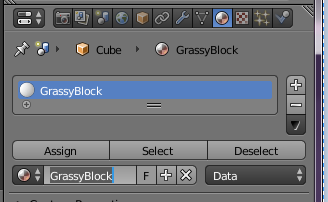 Cube GrassyBlock
GrassyBlock
Assign Select Deselect
GrassyBlock F Data